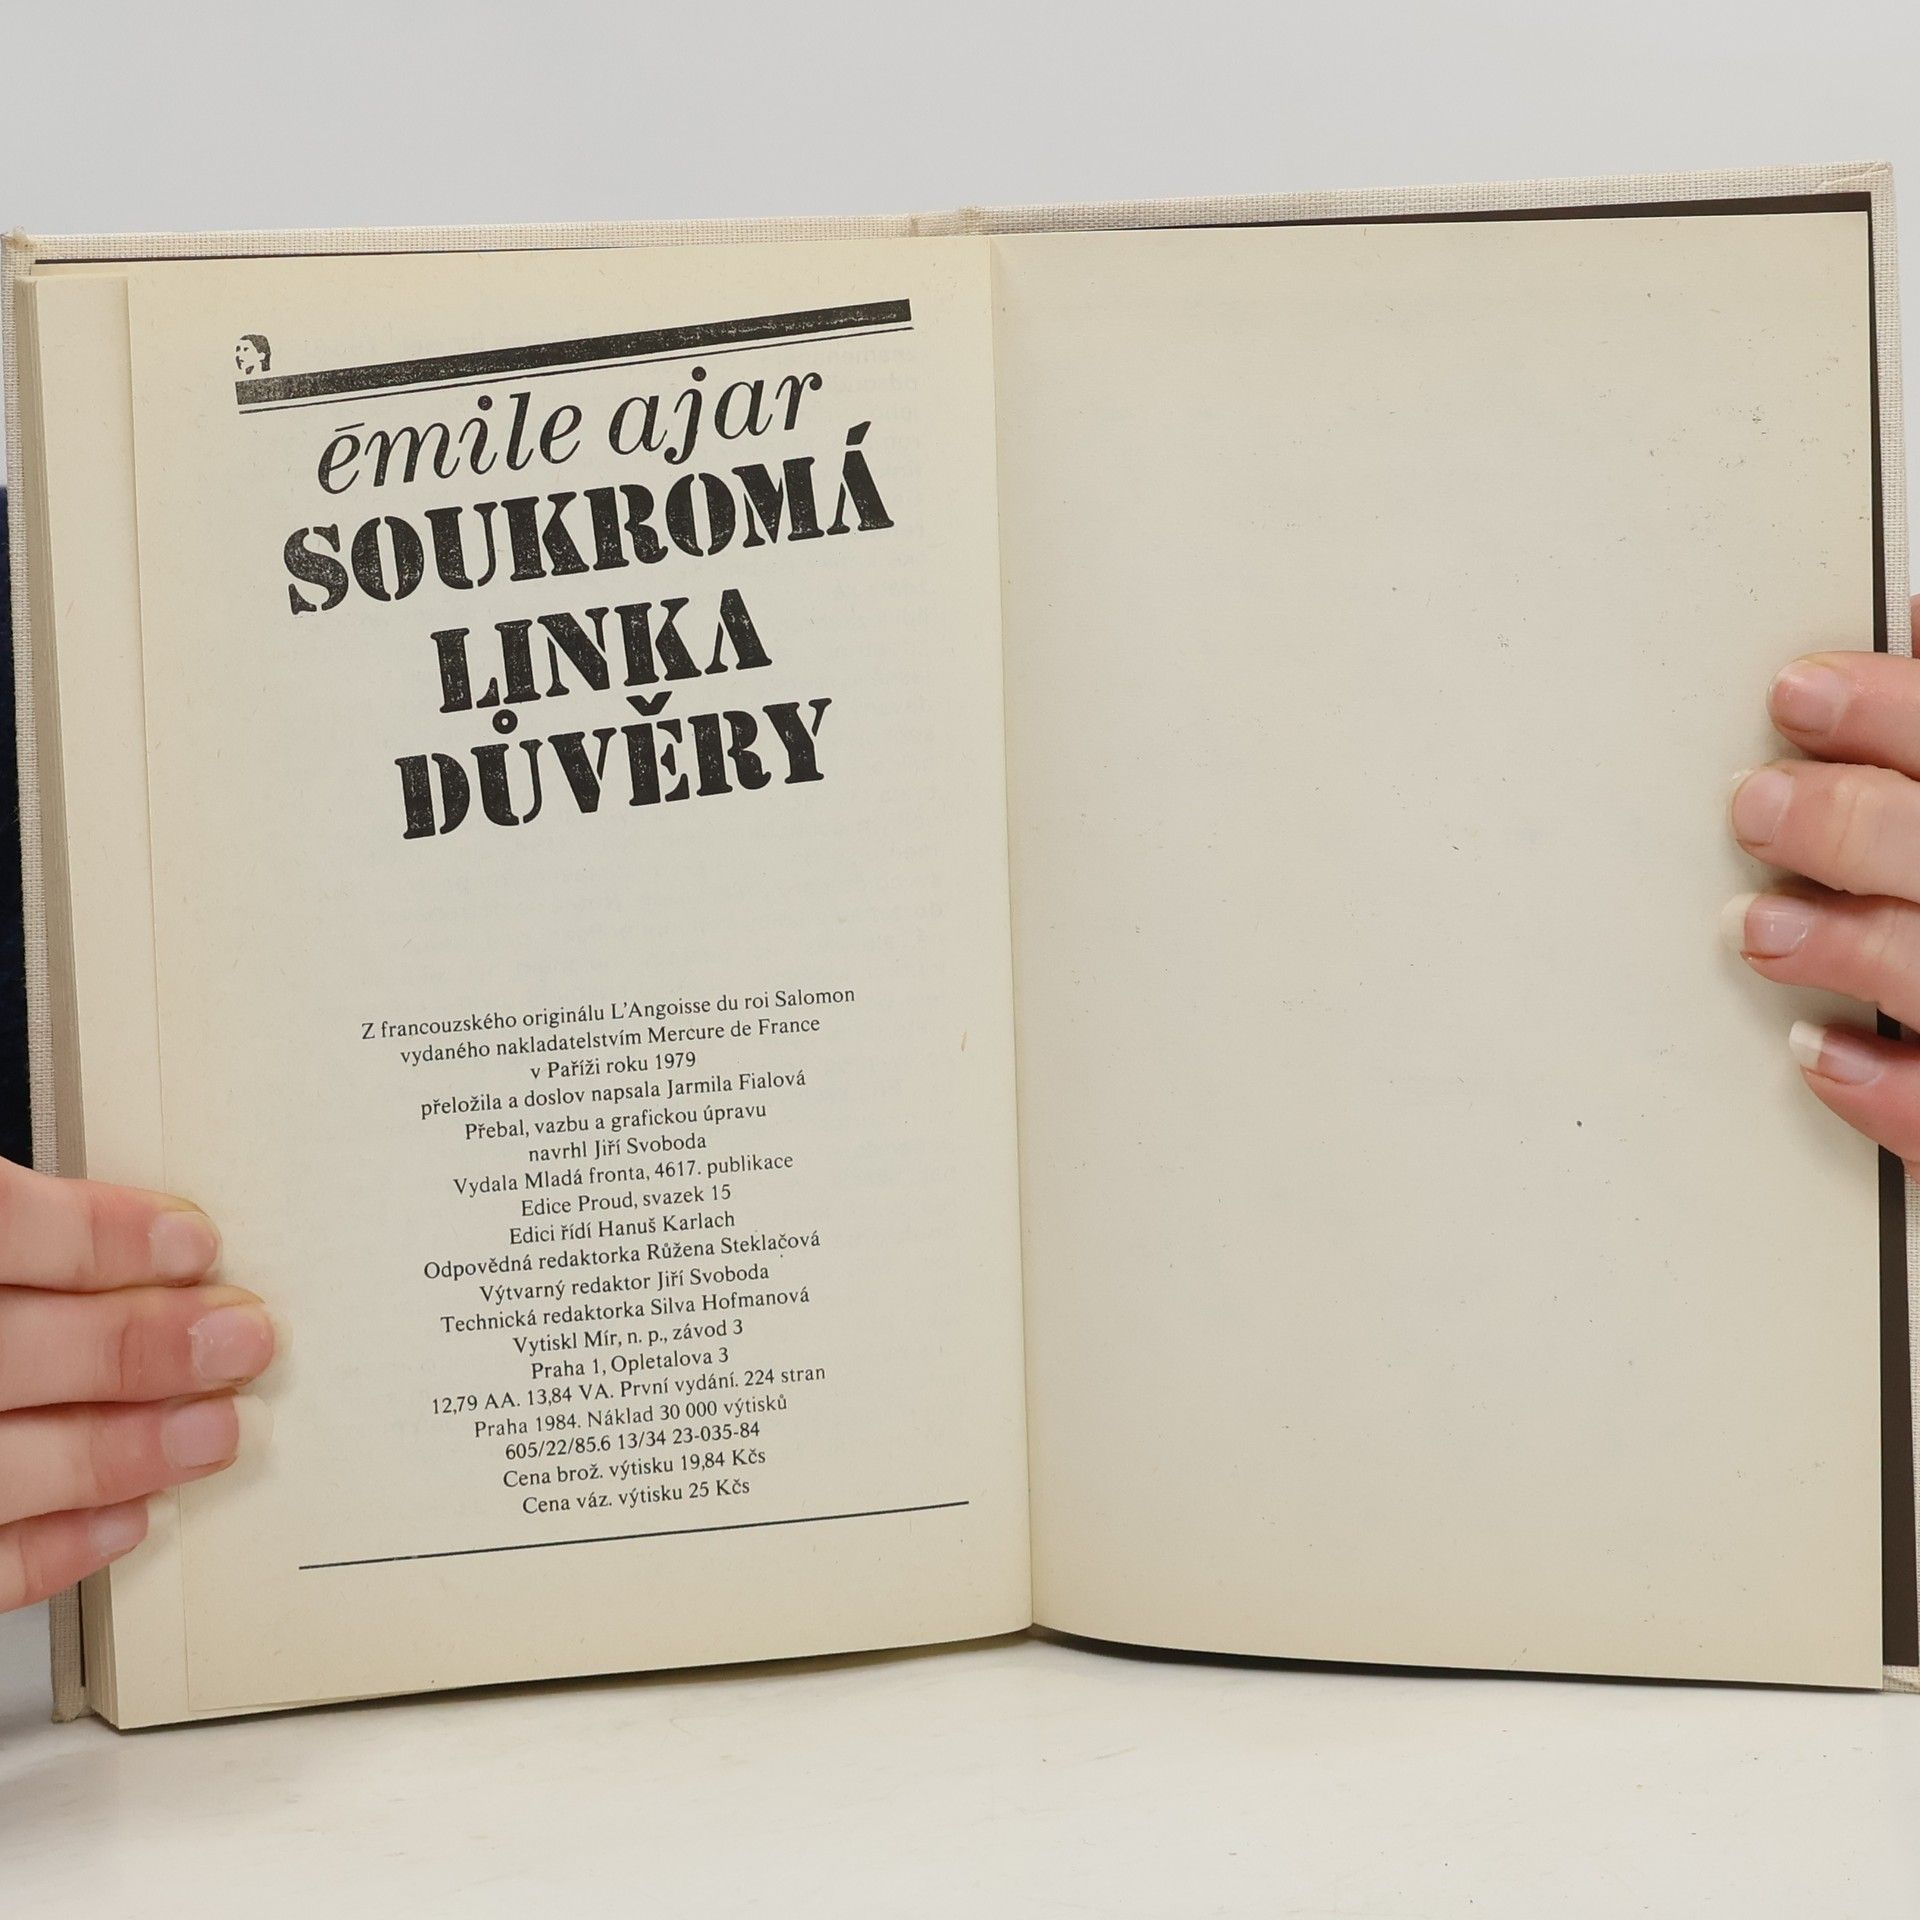 émile ajar
SOUKROMÁ
LINKA
DŮVĚRY
Z francouzského originálu L'Angoisse du roi Salomon
vydaného nakladatelstvím Mercure de France
v Paříži roku 1979
přeložila a doslov napsala Jarmila Fialová
Přebal, vazbu a grafickou úpravu
navrhl Jiří Svoboda
Vydala Mladá fronta, 4617. publikace
Edice Proud, svazek 15
Edici řídí Hanuš Karlach
Odpovědná redaktorka Růžena Steklačová
Výtvarný redaktor Jiří Svoboda
Technická redaktorka Silva Hofmanová
Vytiskl Mír, n. p., závod 3
Praha 1, Opletalova 3
12,79 AA. 13,84 VA. První vydání. 224 stran
Praha 1984. Náklad 30 000 výtisků
605/22/85.6 13/34 23-035-84
Cena brož. výtisku 19,84 Kčs
Cena váz. výtisku 25 Kčs